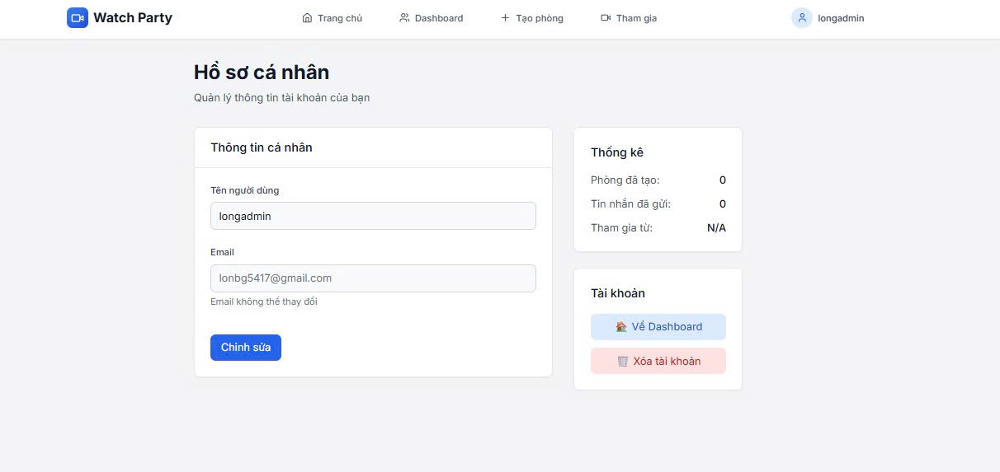 Watch Party
Trang chủ
Dashboard
Tạo phòng
Tham gia
longadmin
Hồ sơ cá nhân
Quản lý thông tin tài khoản của bạn
Thông tin cá nhân
Tên người dùng
longadmin
Email
lonbg5417@gmail.com
Email không thể thay đổi
Chỉnh sửa
Thống kê
Phòng đã tạo: 0
Tin nhắn đã gửi: 0
Tham gia từ: N/A
Tài khoản
Về Dashboard
Xóa tài khoản